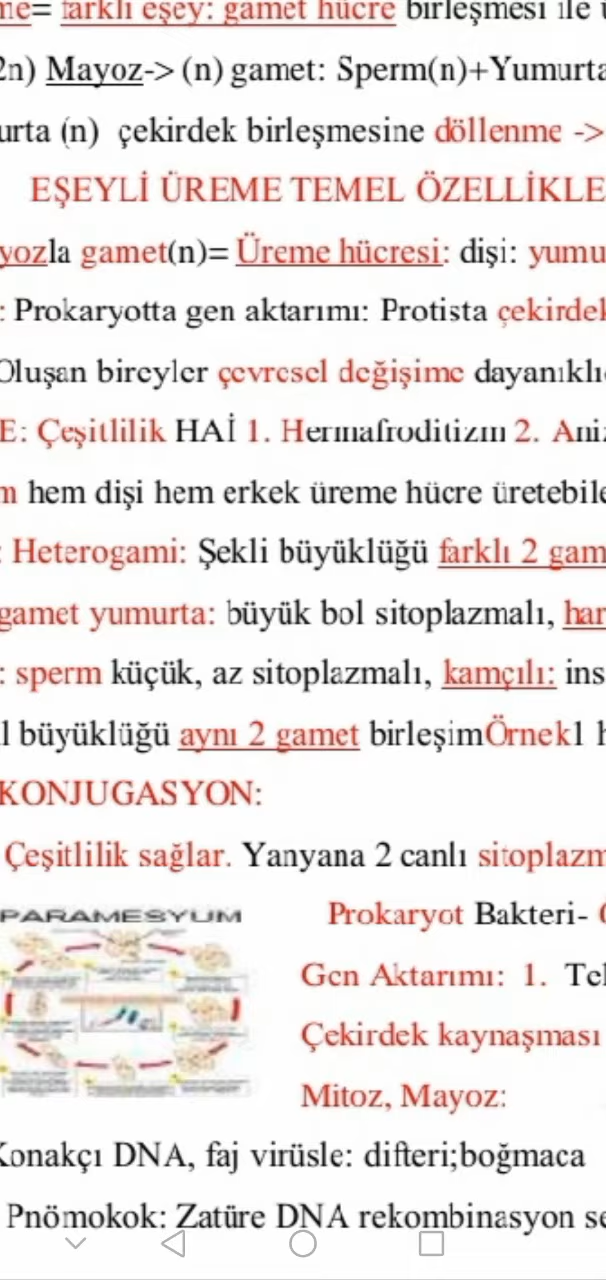 me= farklı eşey: gamet hücre birleşmesi ile ü
2n) Mayoz-> (n) gamet: Sperm(n)+Yumurta
urta (n) çekirdek birleşmesine döllenme ->
EŞEYLİ ÜREME TEMEL ÖZELLİKLE
yozla gamet(n)= Üreme hücresi: dişi: yumu
: Prokaryotta gen aktarımı: Protista çekirdek
Oluşan bireyler çevresel değişime dayanıklı
E: Çeşitlilik HAİ 1. Hermafroditizm 2. Aniz
m hem dişi hem erkek üreme hücre üretebile
: Heterogami: Şekli büyüklüğü farklı 2 gam
gamet yumurta: büyük bol sitoplazmalı, har
: sperm küçük, az sitoplazmalı, kamçılı: ins
l büyüklüğü aynı 2 gamet birleşimÖrnek1 h
KONJUGASYON:
Çeşitlilik sağlar. Yanyana 2 canlı sitoplazm
PARAMESYUM
Prokaryot Bakteri-
Gen Aktarımı: 1. Tel
Çekirdek kaynaşması
Mitoz, Mayoz:
Konakçı DNA, faj virüsle: difteri;boğmaca
Pnömokok: Zatüre DNA rekombinasyon se